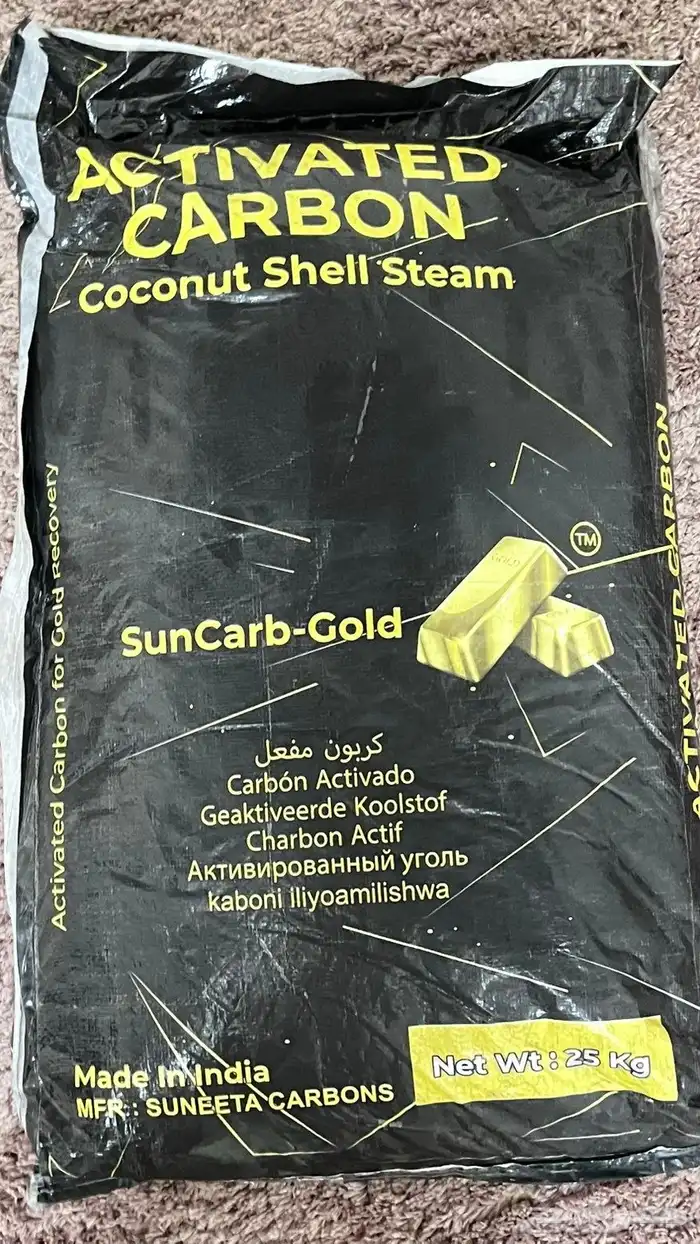 ACTIVATED
CARBON
Coconut Shell Steam
Activated Carbon for Gold Recovery
ACTIVATED CARBON
TM
GOLD
SunCarb-Gold
كربون مفعل
Carbón Activado
Geaktiveerde Koolstof
Charbon Actif
Активированный уголь
kaboni iliyoamilishwa
Made In India
MFR : SUNEETA CARBONS
Net Wt : 25 Kg